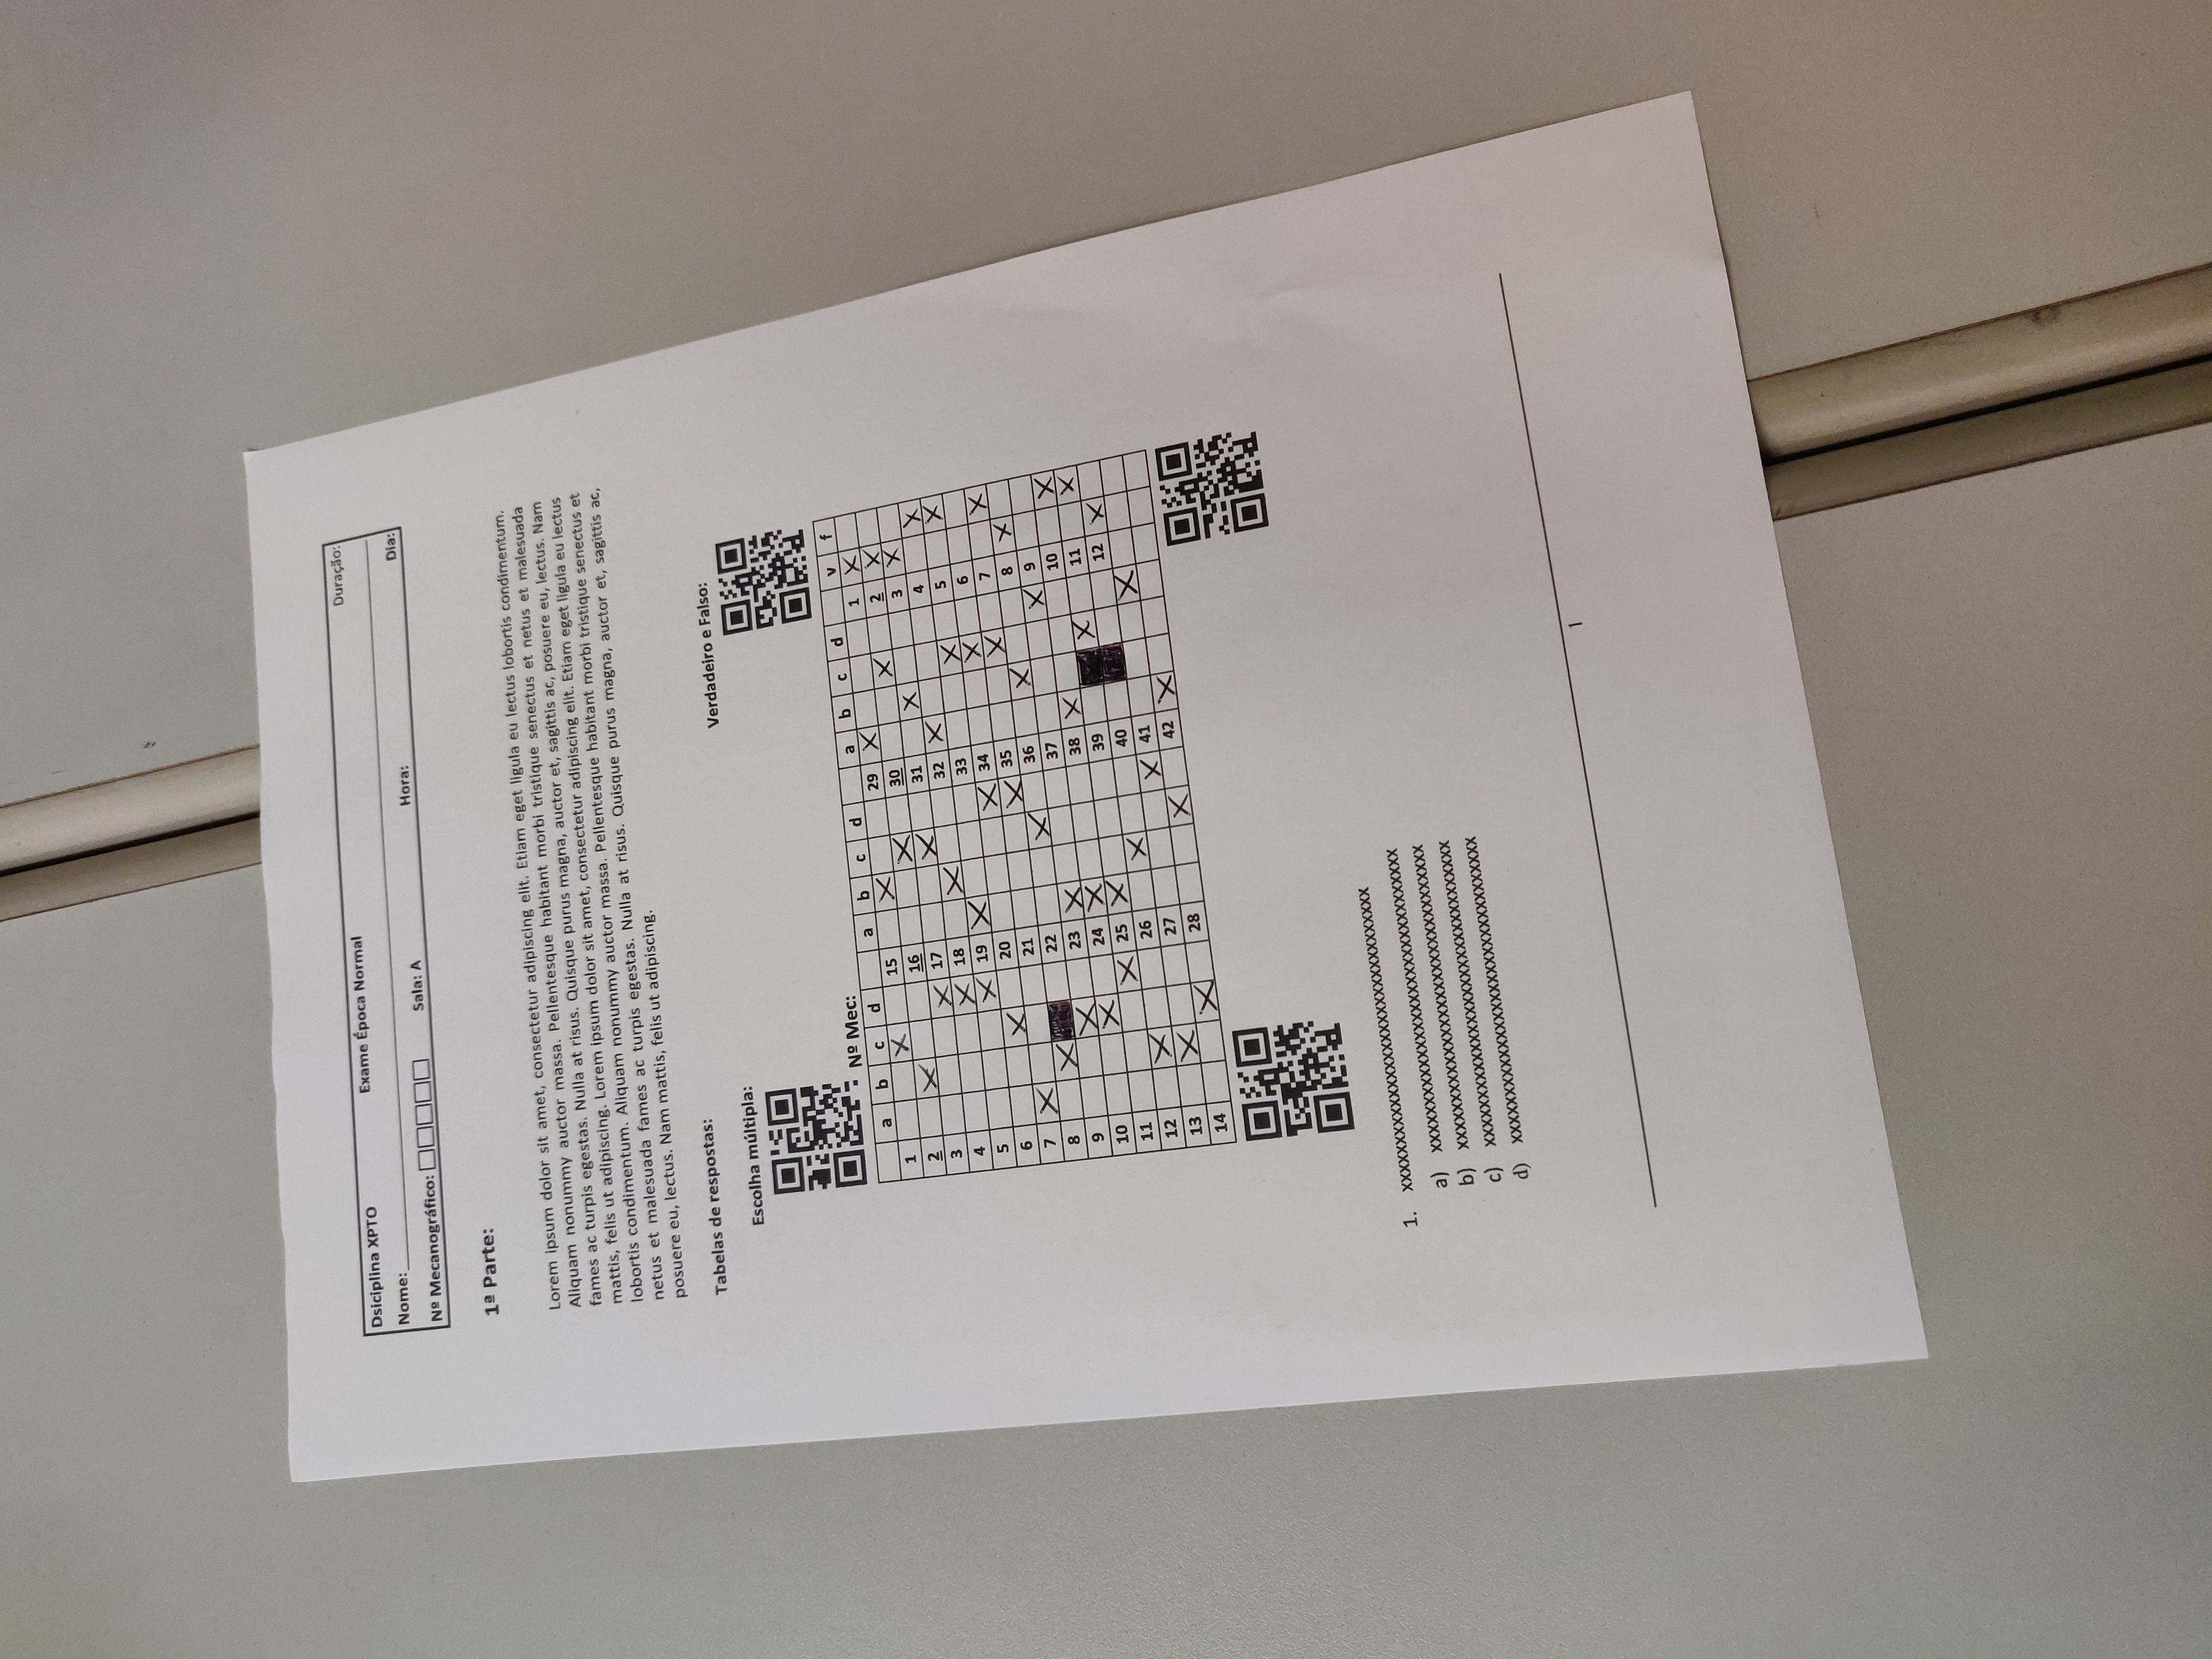 Dsiciplina XPTO Exame Época Normal Duração:
Nome:
Nº Mecanográfico: Sala: A Hora: Dia:
1ª Parte:
Lorem ipsum dolor sit amet, consectetur adipiscing elit. Etiam eget ligula eu lectus lobortis condimentum.
Aliquam nonummy auctor massa. Pellentesque habitant morbi tristique senectus et netus et malesuada
fames ac turpis egestas. Nulla at risus. Quisque purus magna, auctor et, sagittis ac, posuere eu, lectus. Nam
mattis, felis ut adipiscing. Lorem ipsum dolor sit amet, consectetur adipiscing elit. Etiam eget ligula eu lectus
lobortis condimentum. Aliquam nonummy auctor massa. Pellentesque habitant morbi tristique senectus et
netus et malesuada fames ac turpis egestas. Nulla at risus. Quisque purus magna, auctor et, sagittis ac,
posuere eu, lectus. Nam mattis, felis ut adipiscing.
Tabelas de respostas:
Escolha múltipla: Verdadeiro e Falso:
Nº Mec:
a b c d a b c d a b c d v f
1 X 15 X 29 X 1 X
2 X 16 X 30 X 2 X
3 X 17 X 31 X 3 X
4 X 18 X 32 X 4 X
5 X 19 X 33 X 5 X
6 X 20 X 34 X 6
7 X 21 X 35 X 7 X
8 X 22 X 36 X 8 X
9 X 23 X 37 X 9
10 X 24 X 38 X 10 X
11 X 25 X 39 X 11 X
12 X 26 X 40 12 X
13 X 27 X 41 X
14 X 28 X 42 X
1. xxxxxxxxxxxxxxxxxxxxxxxxxxxxxxxxx
a) xxxxxxxxxxxxxxxxxxxxxxxxxxxxxxxxx
b) xxxxxxxxxxxxxxxxxxxxxxxxxxxxxxxxx
c) xxxxxxxxxxxxxxxxxxxxxxxxxxxxxxxxx
d) xxxxxxxxxxxxxxxxxxxxxxxxxxxxxxxxx
1